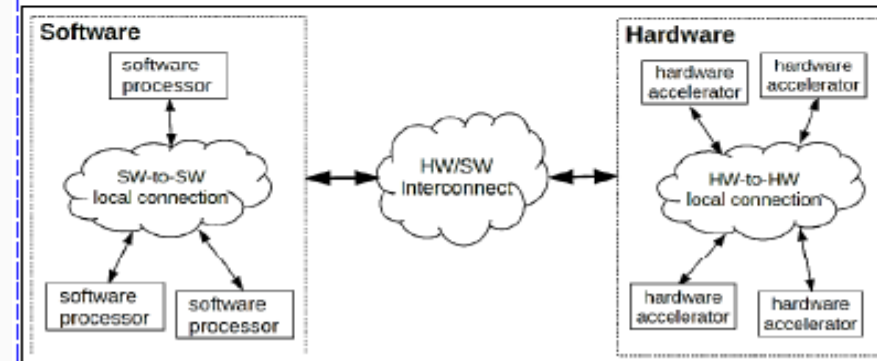 Software
software
processor
SW-to-SW
local connection
software
processor
software
processor
HW/SW
Interconnect
Hardware
hardware
accelerator
hardware
accelerator
HW-to-HW
local connection
hardware
accelerator
hardware
accelerator